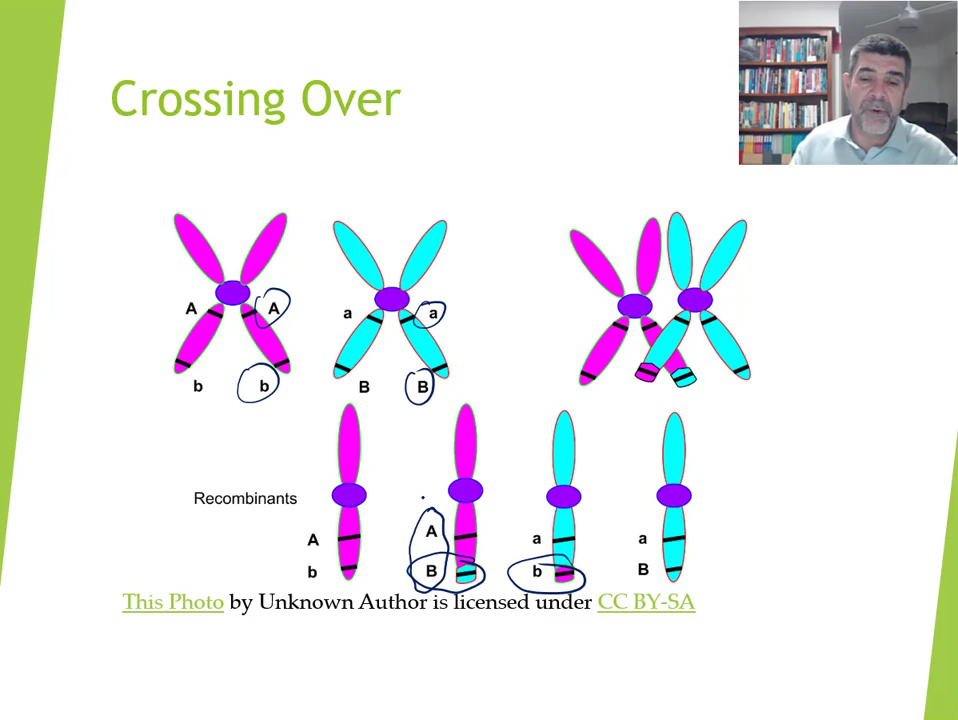 Crossing Over
A A a a
b b B B
Recombinants
A A a a
b B b B
This Photo by Unknown Author is licensed under CC BY-SA